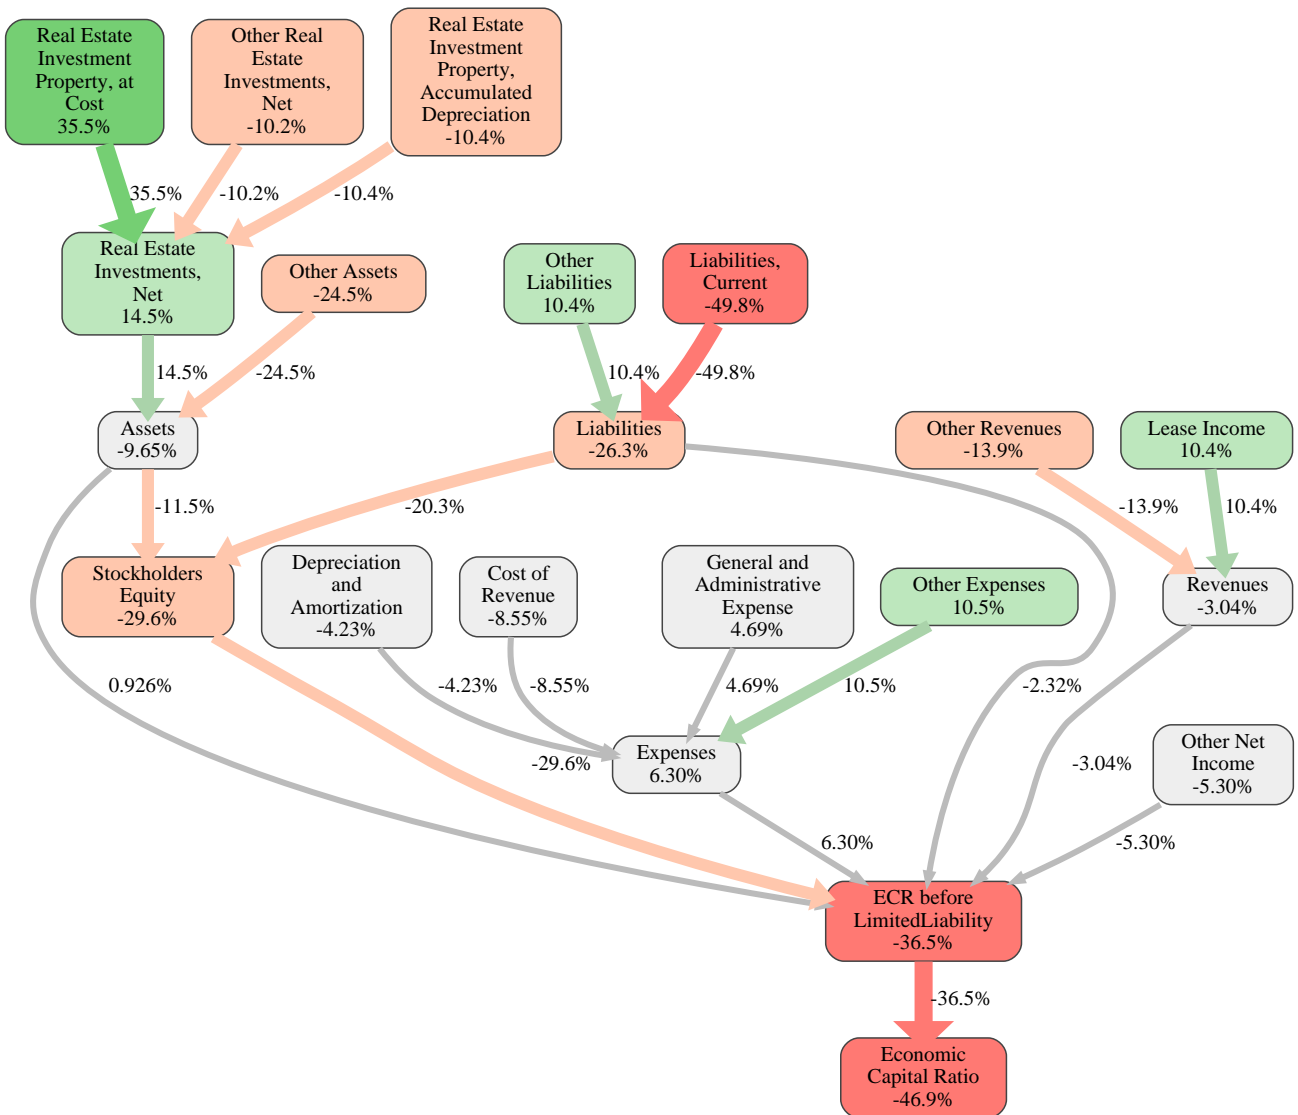 Real Estate
Investment
Property, at
Cost
35.5%
Other Real
Estate
Investments,
Net
-10.2%
Real Estate
Investment
Property,
Accumulated
Depreciation
-10.4%
35.5%
-10.2%
-10.4%
Real Estate
Investments,
Net
14.5%
Other Assets
-24.5%
Other
Liabilities
10.4%
Liabilities,
Current
-49.8%
14.5%
-24.5%
10.4%
-49.8%
Assets
-9.65%
Liabilities
-26.3%
Other Revenues
-13.9%
Lease Income
10.4%
-11.5%
-20.3%
-13.9%
10.4%
Stockholders
Equity
-29.6%
Depreciation
and
Amortization
-4.23%
Cost of
Revenue
-8.55%
General and
Administrative
Expense
4.69%
Other Expenses
10.5%
Revenues
-3.04%
0.926%
-4.23%
-8.55%
4.69%
10.5%
-2.32%
Expenses
6.30%
-29.6%
-3.04%
Other Net
Income
-5.30%
6.30%
-5.30%
ECR before
LimitedLiability
-36.5%
-36.5%
Economic
Capital Ratio
-46.9%